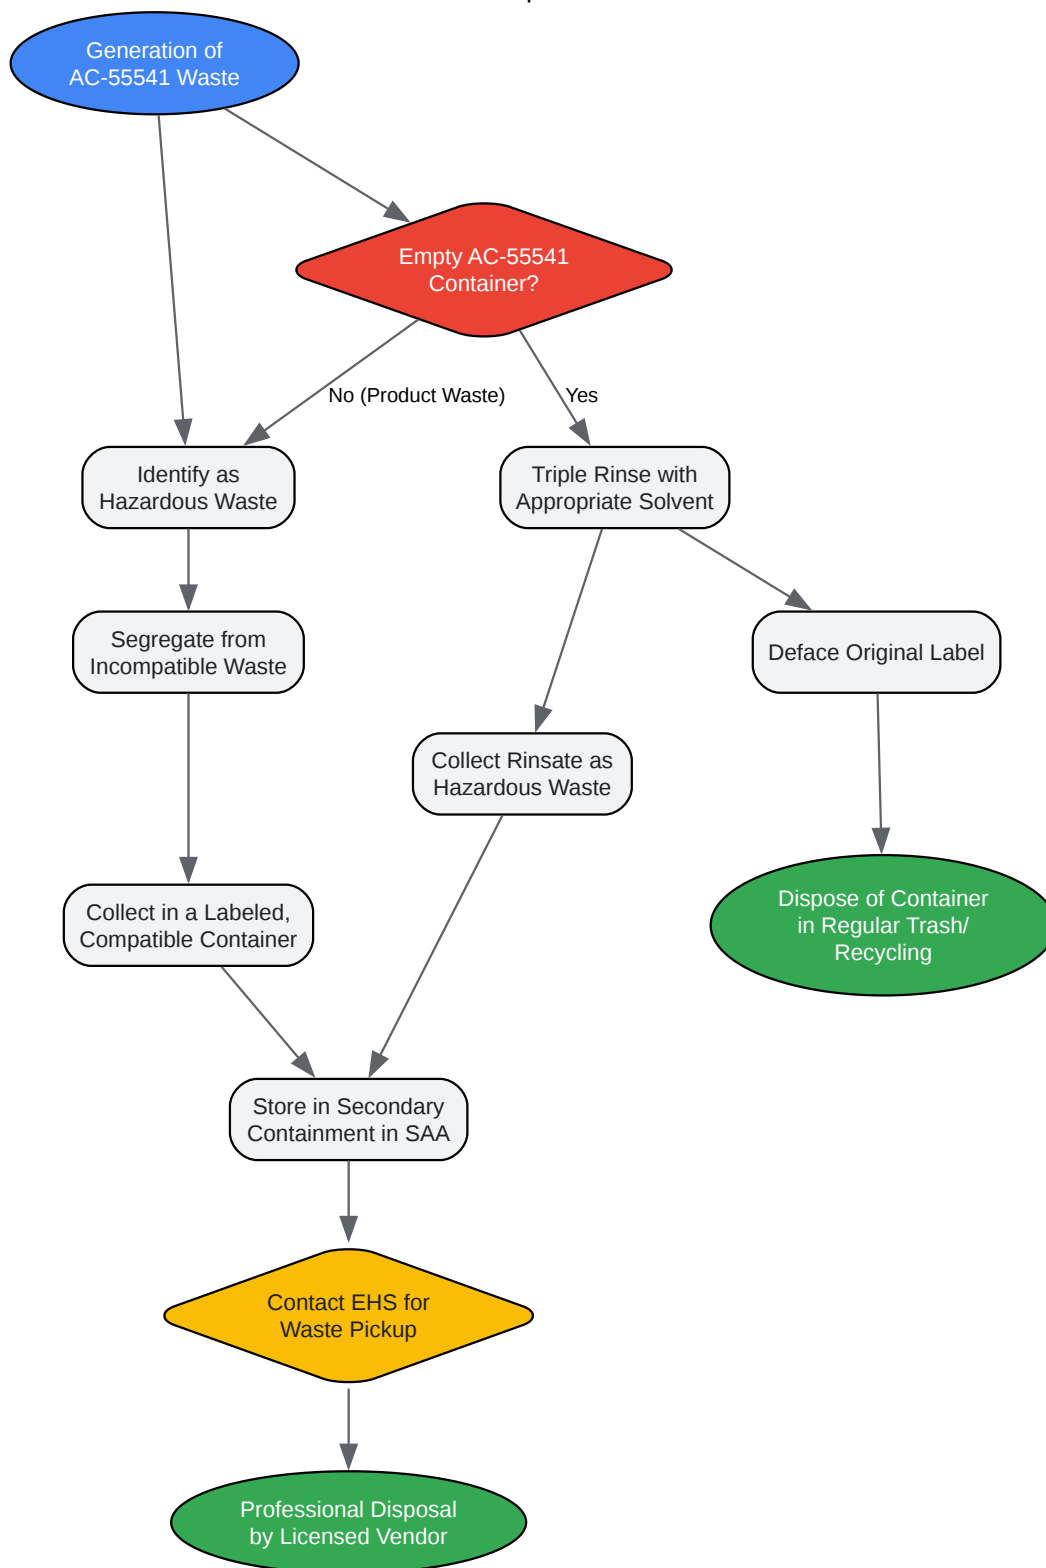 Generation of
AC-55541 Waste
Empty AC-55541
Container?
No (Product Waste)
Yes
Identify as
Hazardous Waste
Triple Rinse with
Appropriate Solvent
Segregate from
Incompatible Waste
Deface Original Label
Collect Rinsate as
Hazardous Waste
Collect in a Labeled,
Compatible Container
Dispose of Container
in Regular Trash/
Recycling
Store in Secondary
Containment in SAA
Contact EHS for
Waste Pickup
Professional Disposal
by Licensed Vendor